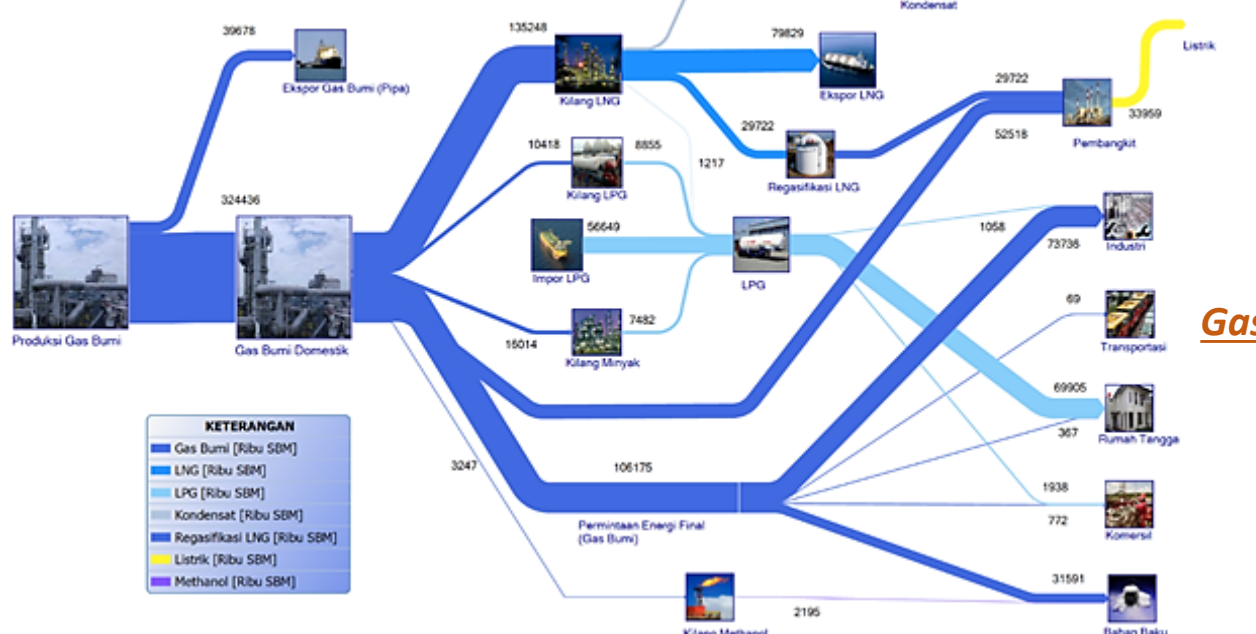 Kondensat
39678
135248
79829
Listrik
Ekspor Gas Bumi (Pipa)
Kilang LNG
Ekspor LNG
29722
33959
29722
52518
Pembangkit
10418
8855
1217
Regasifikasi LNG
Kilang LPG
324436
56649
1058
73736
Industri
Impor LPG
LPG
69
7482
Produksi Gas Bumi
Gas Bumi Domestik
15014
Kilang Minyak
Transportasi
Gas
69905
367
Rumah Tangga
KETERANGAN
Gas Bumi [Ribu SBM]
LNG [Ribu SBM]
LPG [Ribu SBM]
Kondensat [Ribu SBM]
Regasifikasi LNG [Ribu SBM]
Listrik [Ribu SBM]
Methanol [Ribu SBM]
3247
106175
1938
772
Permintaan Energi Final
(Gas Bumi)
Komersil
31591
2195
Kilang Methanol
Bahan Baku